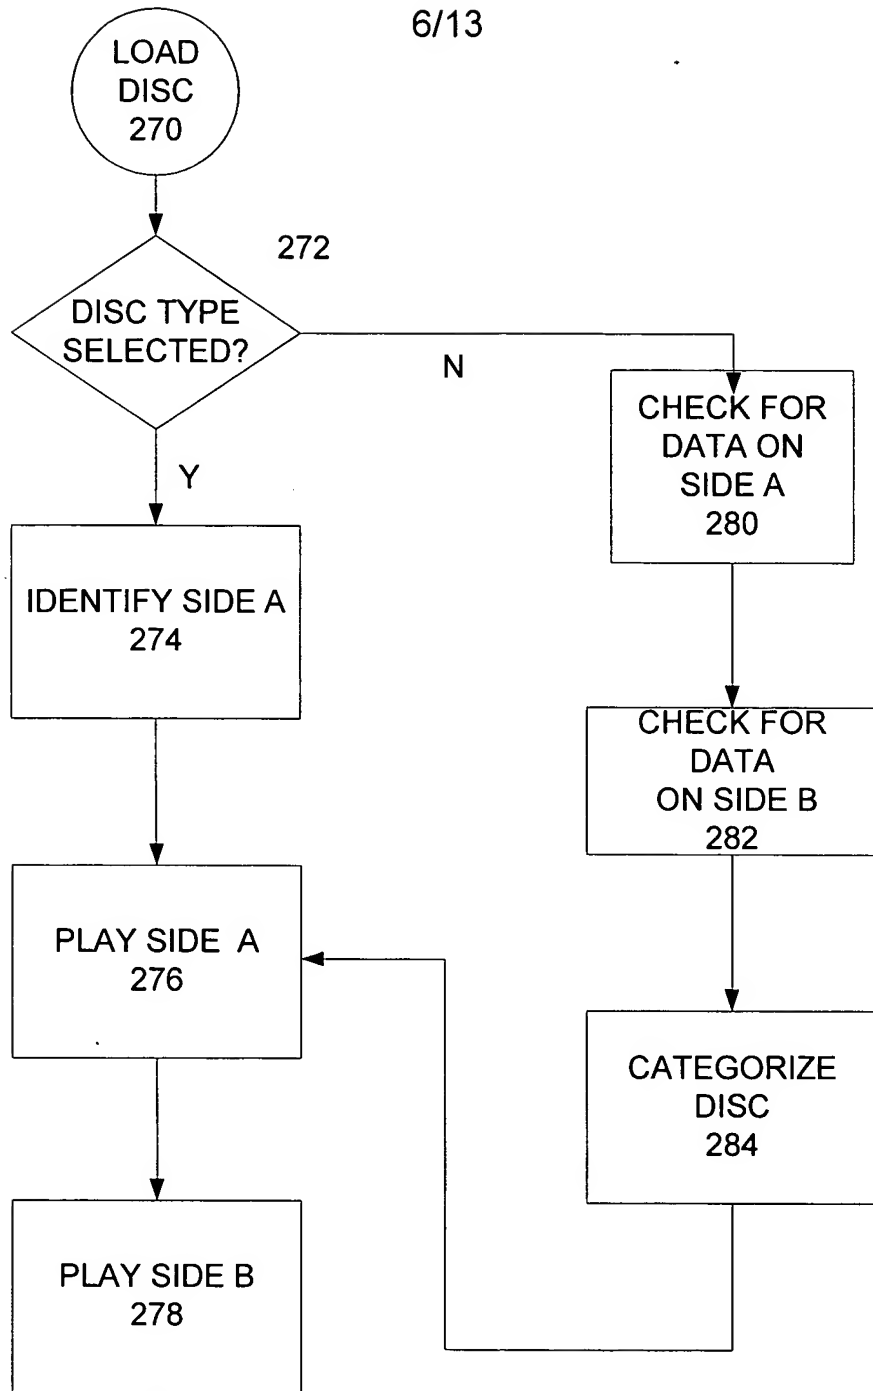 6/13
LOAD
DISC
270
272
DISC TYPE
SELECTED?
N
Y
CHECK FOR
DATA ON
SIDE A
280
IDENTIFY SIDE A
274
CHECK FOR
DATA
ON SIDE B
282
PLAY SIDE A
276
CATEGORIZE
DISC
284
PLAY SIDE B
278